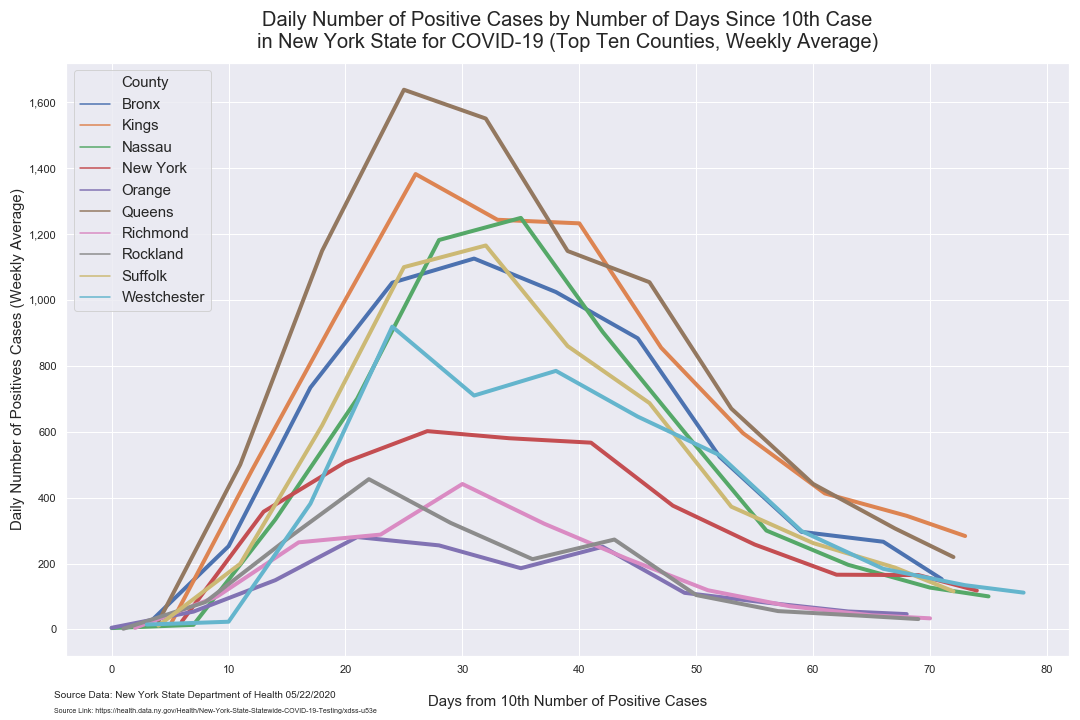 Daily Number of Positive Cases by Number of Days Since 10th Case
in New York State for COVID-19 (Top Ten Counties, Weekly Average)
County
Bronx
Kings
Nassau
New York
Orange
Queens
Richmond
Rockland
Suffolk
Westchester
Daily Number of Positives Cases (Weekly Average)
1,600
1,400
1,200
1,000
800
600
400
200
0
0 10 20 30 40 50 60 70 80
Days from 10th Number of Positive Cases
Source Data: New York State Department of Health 05/22/2020
Source Link: https://health.data.ny.gov/Health/New-York-State-Statewide-COVID-19-Testing/xdss-u53e